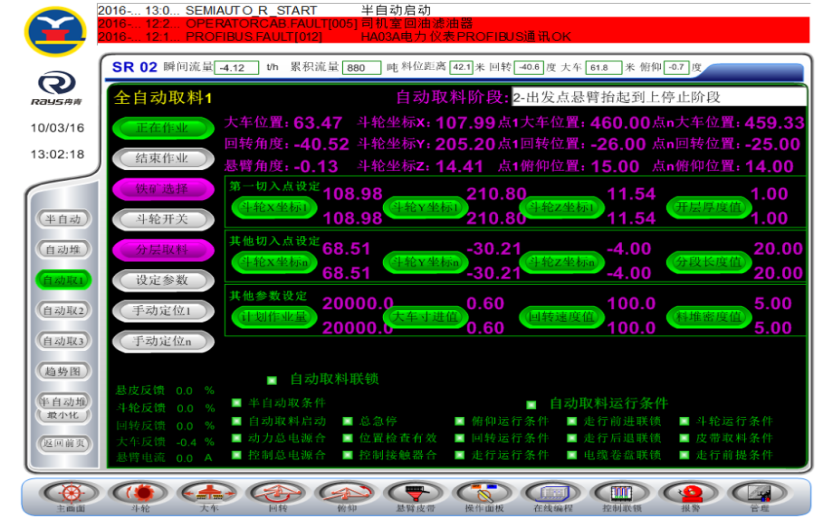 2016-... 13:0... SEMIAUTO_R_START 半自动启动
2016-... 12:2... OPERATORCAB.FAULT[005] 司机室回油滤油器
2016-... 12:1... PROFIBUS.FAULT[012] HA03A电力仪表PROFIBUS通讯OK
SR 02 瞬间流量 -4.12 t/h 累积流量 880 吨 料位距离 42.1 米 回转 -40.6 度 大车 61.8 米 俯仰 -0.7 度
RAYS再青
10/03/16
13:02:18
全自动取料1 自动取料阶段: 2-出发点悬臂抬起到上停止阶段
正在作业 大车位置: 63.47 斗轮坐标X: 107.99 点1大车位置: 460.00 点n大车位置: 459.33
结束作业 回转角度: -40.52 斗轮坐标Y: 205.20 点1回转位置: -26.00 点n回转位置: -25.00
悬臂角度: -0.13 斗轮坐标Z: 14.41 点1俯仰位置: 15.00 点n俯仰位置: 14.00
铁矿选择
斗轮开关
分层取料
设定参数
手动定位1
手动定位n
第一切入点设定
斗轮X坐标1 108.98 斗轮Y坐标1 210.80 斗轮Z坐标1 11.54 开层厚度值 1.00
108.98 210.80 11.54 1.00
其他切入点设定
斗轮X坐标n 68.51 斗轮Y坐标n -30.21 斗轮Z坐标n -4.00 分段长度值 20.00
68.51 -30.21 -4.00 20.00
其他参数设定
计划作业量 20000.0 大车寸进值 0.60 回转速度值 100.0 料堆密度值 5.00
20000.0 0.60 100.0 5.00
半自动
自动堆
自动取1
自动取2
自动取3
趋势图
半自动堆
最小化
返回前页
悬皮反馈 0.0 %
斗轮反馈 0.0 %
回转反馈 0.0 %
大车反馈 -0.4 %
悬臂电流 0.0 A
自动取料联锁
半自动取条件 自动取料运行条件
自动取料启动 总急停 俯仰运行条件 走行前进联锁 斗轮运行条件
动力总电源合 位置检查有效 回转运行条件 走行后退联锁 皮带取料条件
控制总电源合 控制接触器合 走行运行条件 电缆卷盘联锁 走行前提条件
主画面 斗轮 大车 回转 俯仰 悬臂皮带 操作面板 在线编程 控制联锁 报警 管理